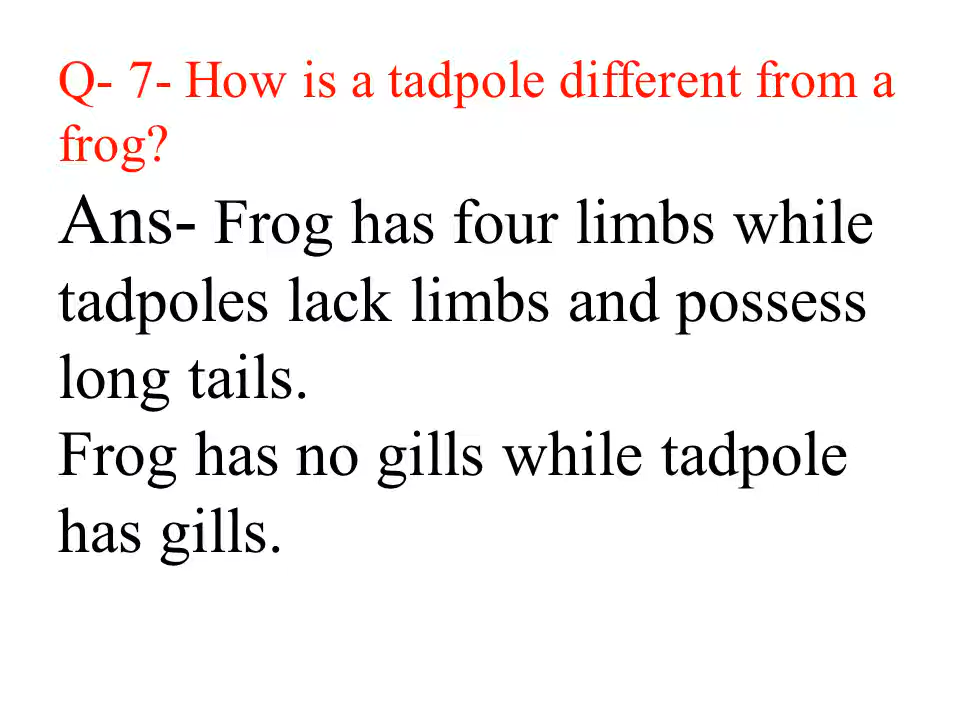 Q- 7- How is a tadpole different from a
frog?
Ans- Frog has four limbs while
tadpoles lack limbs and possess
long tails.
Frog has no gills while tadpole
has gills.